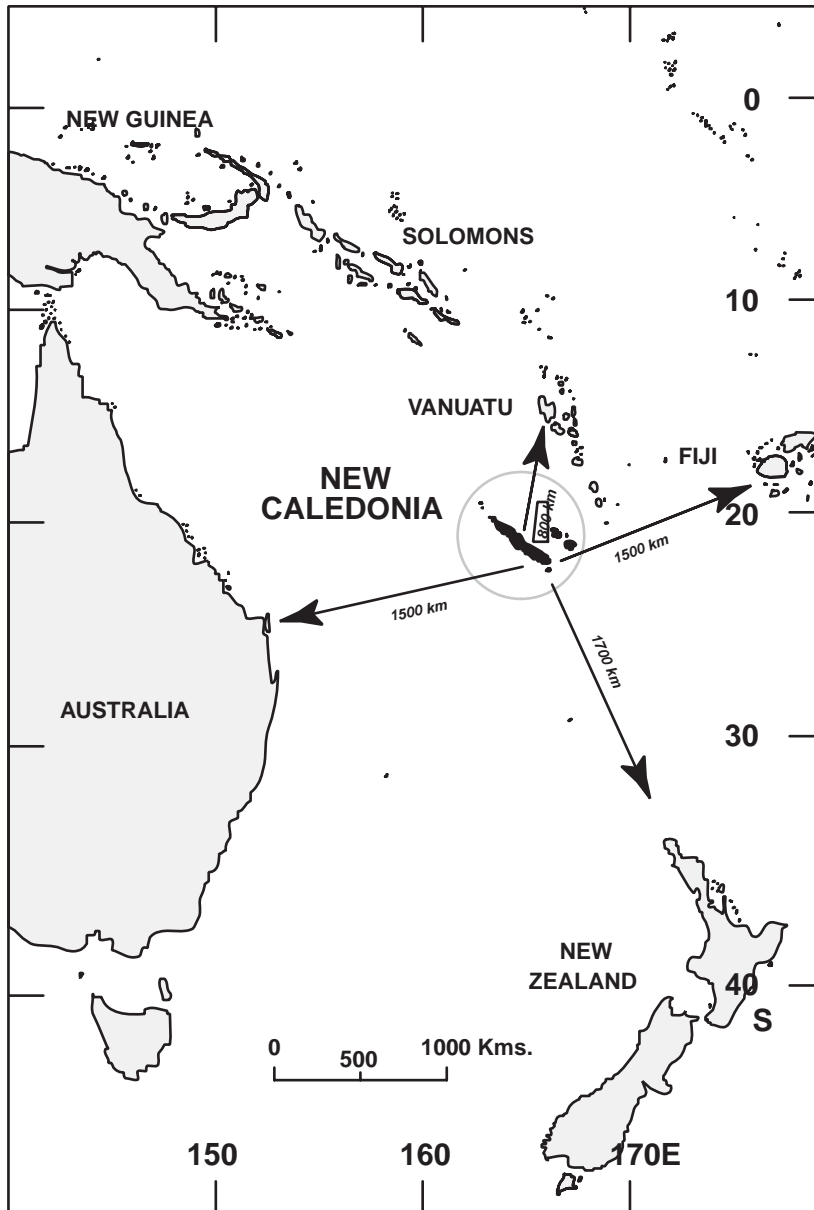 0
NEW GUINEA
SOLOMONS
10
VANUATU
FIJI
NEW
CALEDONIA
800 km
20
1500 km
1500 km
1700 km
AUSTRALIA
30
NEW
ZEALAND
40
S
0
500
1000 Kms.
150
160
170E